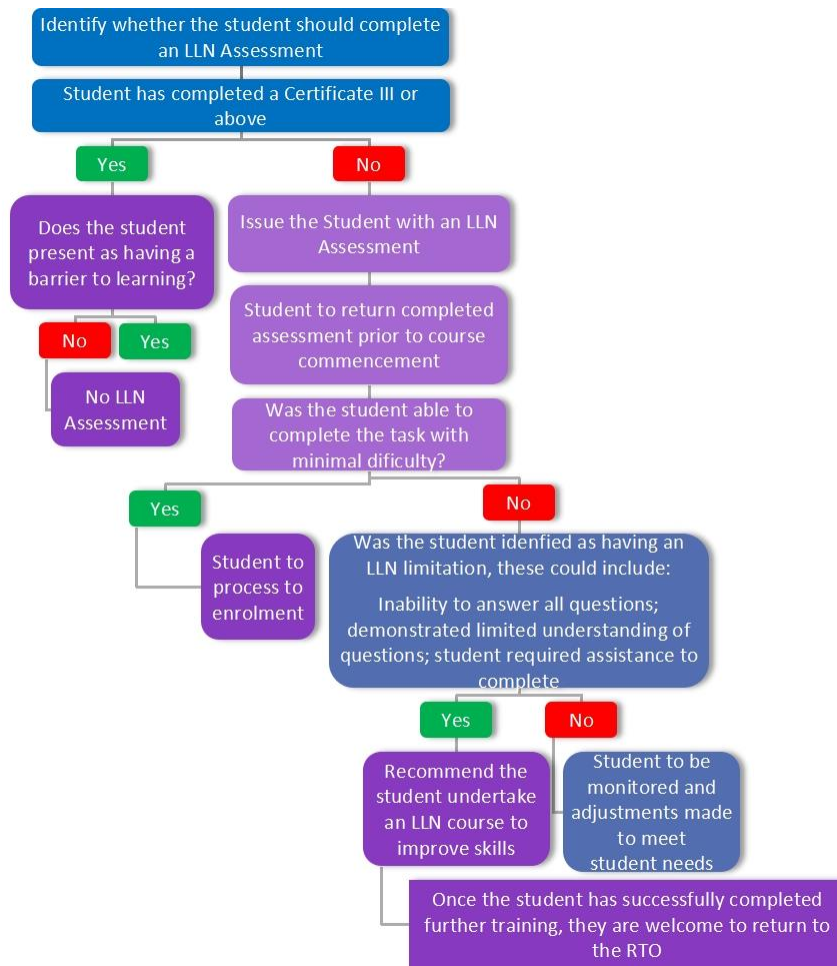 Identify whether the student should complete
an LLN Assessment
Student has completed a Certificate III or
above
Yes
No
Does the student
present as having a
barrier to learning?
No
Yes
No LLN
Assessment
Issue the Student with an LLN
Assessment
Student to return completed
assessment prior to course
commencement
Was the student able to
complete the task with
minimal dificulty?
Yes
No
Student to
process to
enrolment
Was the student idenfied as having an
LLN limitation, these could include:
Inability to answer all questions;
demonstrated limited understanding of
questions; student required assistance to
complete
Yes
No
Recommend the
student undertake
an LLN course to
improve skills
Student to be
monitored and
adjustments made
to meet
student needs
Once the student has successfully completed
further training, they are welcome to return to
the RTO